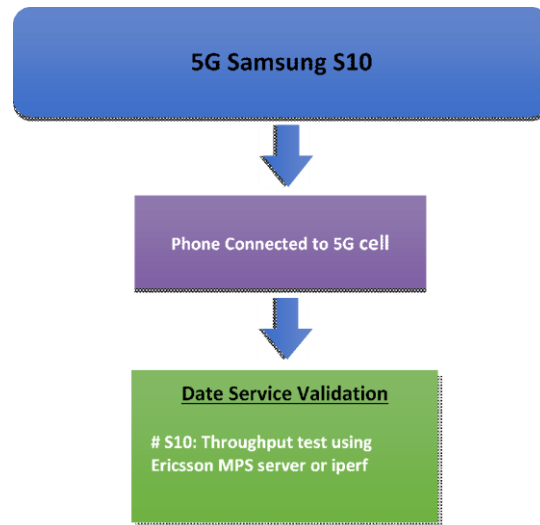 5G Samsung S10
Phone Connected to 5G cell
Date Service Validation
# S10: Throughput test using
Ericsson MPS server or iperf